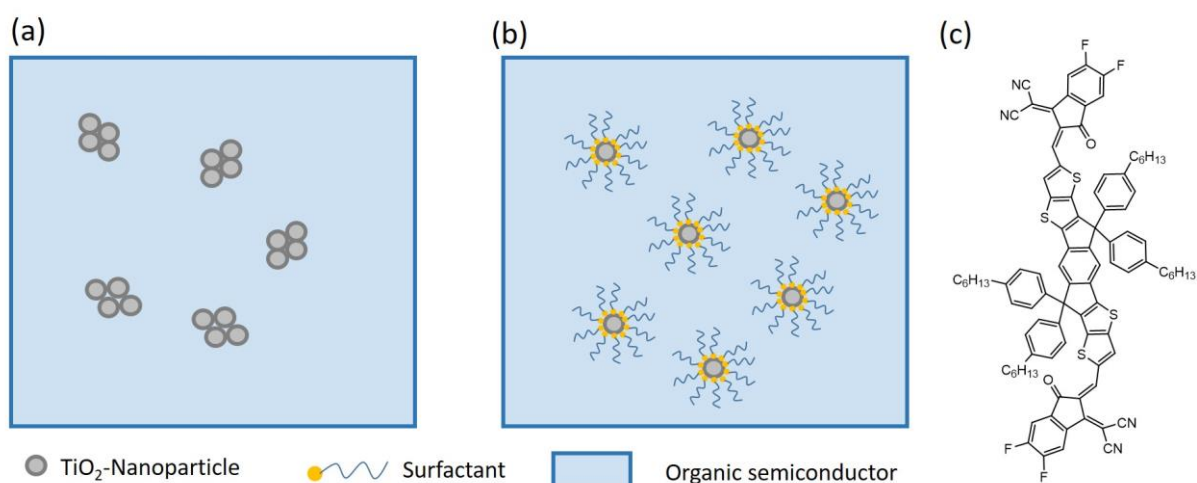 (a)
(b)
(c)
F
F
NC
NC
O
S
C₆H₁₃
S
C₆H₁₃
C₆H₁₃
S
S
C₆H₁₃
O
CN
CN
F
F
TiO₂-Nanoparticle
Surfactant
Organic semiconductor